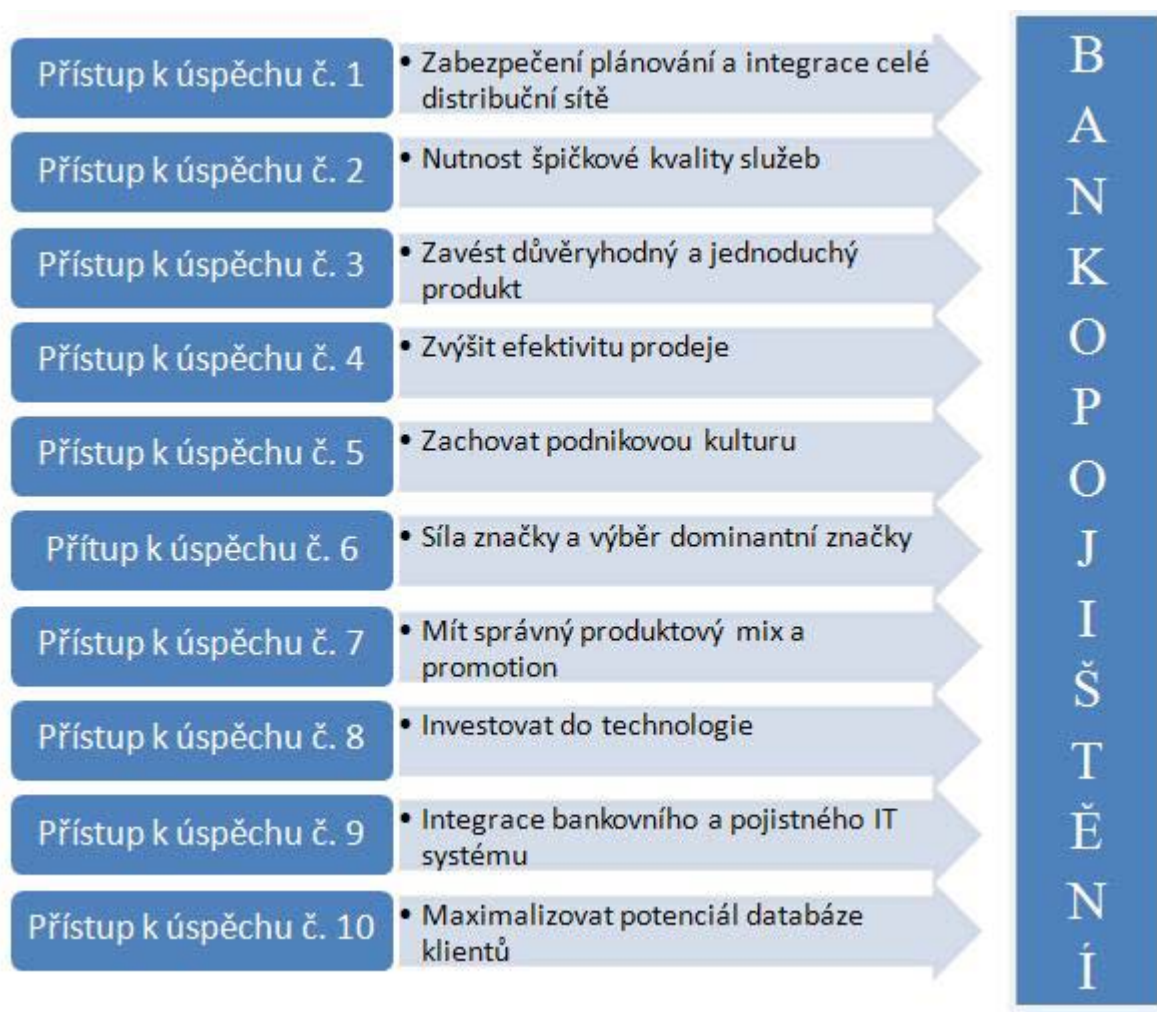 Přístup k úspěchu č. 1
• Zabezpečení plánování a integrace celé
distribuční sítě
Přístup k úspěchu č. 2
• Nutnost špičkové kvality služeb
Přístup k úspěchu č. 3
• Zavést důvěryhodný a jednoduchý
produkt
Přístup k úspěchu č. 4
• Zvýšit efektivitu prodeje
Přístup k úspěchu č. 5
• Zachovat podnikovou kulturu
Přítup k úspěchu č. 6
• Síla značky a výběr dominantní značky
Přístup k úspěchu č. 7
• Mít správný produktový mix a
promotion
Přístup k úspěchu č. 8
• Investovat do technologie
Přístup k úspěchu č. 9
• Integrace bankovního a pojistného IT
systému
Přístup k úspěchu č. 10
• Maximalizovat potenciál databáze
klientů
BANKOPOJIŠTĚNÍ